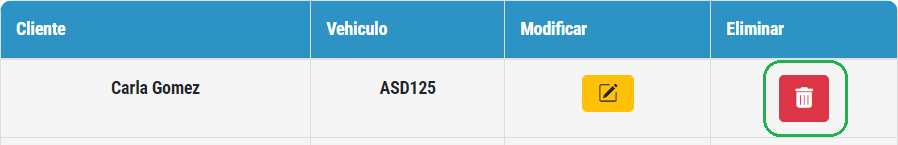 Cliente Vehiculo Modificar Eliminar
Carla Gomez ASD125